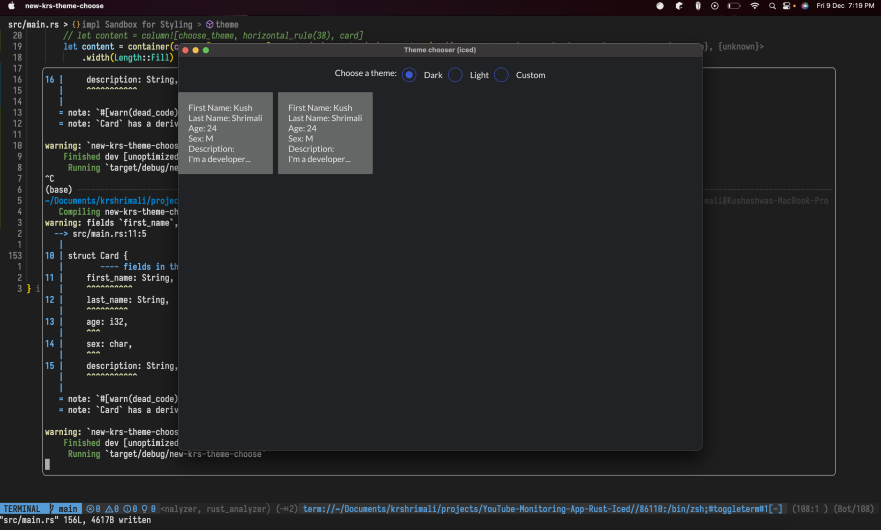 new-krs-theme-choose
Fri 9 Dec 7:19 PM
src/main.rs > {} impl Sandbox for Styling > theme
20 // let content = column![choose_theme, horizontal_rule(38), card]
19 let content = container(
], {unknown}>
18 .width(Length::Fill)
17
16 16 | description: String,
15 | ^^^^^^^^^^^
14 |
13 = note: `#[warn(dead_code)
12 = note: `Card` has a deriv
11
10 warning: `new-krs-theme-choos
9 Finished dev [unoptimized
8 Running `target/debug/ne
7 ^C
6 (base)
5 ~/Documents/krshrimali/projec
mali@Kushashwas-MacBook-Pro
4 Compiling new-krs-theme-ch
3 warning: fields `first_name`,
2 --> src/main.rs:11:5
1 |
153 10 | struct Card {
1 | ---- fields in th
2 11 | first_name: String,
3 } i | ^^^^^^^^^^
12 | last_name: String,
| ^^^^^^^^^
13 | age: i32,
| ^^^
14 | sex: char,
| ^^^
15 | description: String,
| ^^^^^^^^^^^
|
= note: `#[warn(dead_code)
= note: `Card` has a deriv
warning: `new-krs-theme-choos
Finished dev [unoptimized
Running `target/debug/new-krs-theme-choose`
Theme chooser (iced)
Choose a theme: Dark Light Custom
First Name: Kush
Last Name: Shrimali
Age: 24
Sex: M
Description:
I'm a developer...
First Name: Kush
Last Name: Shrimali
Age: 24
Sex: M
Description:
I'm a developer...
TERMINAL main 0 0 0 0 <nalyzer, rust_analyzer) 2) term://~/Documents/krshrimali/projects/YouTube-Monitoring-App-Rust-Iced//86110:/bin/zsh;#toggleterm#1[-] (108:1 ) (Bot/108)
"src/main.rs" 156L, 4617B written